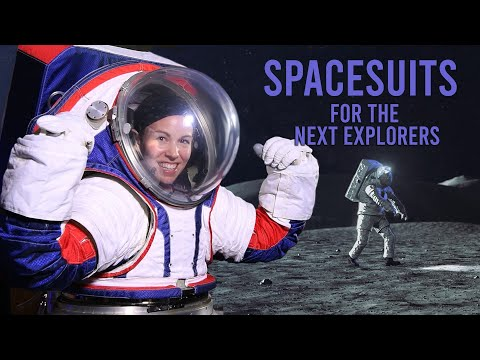 SPACESUITS
FOR THE
NEXT EXPLORERS